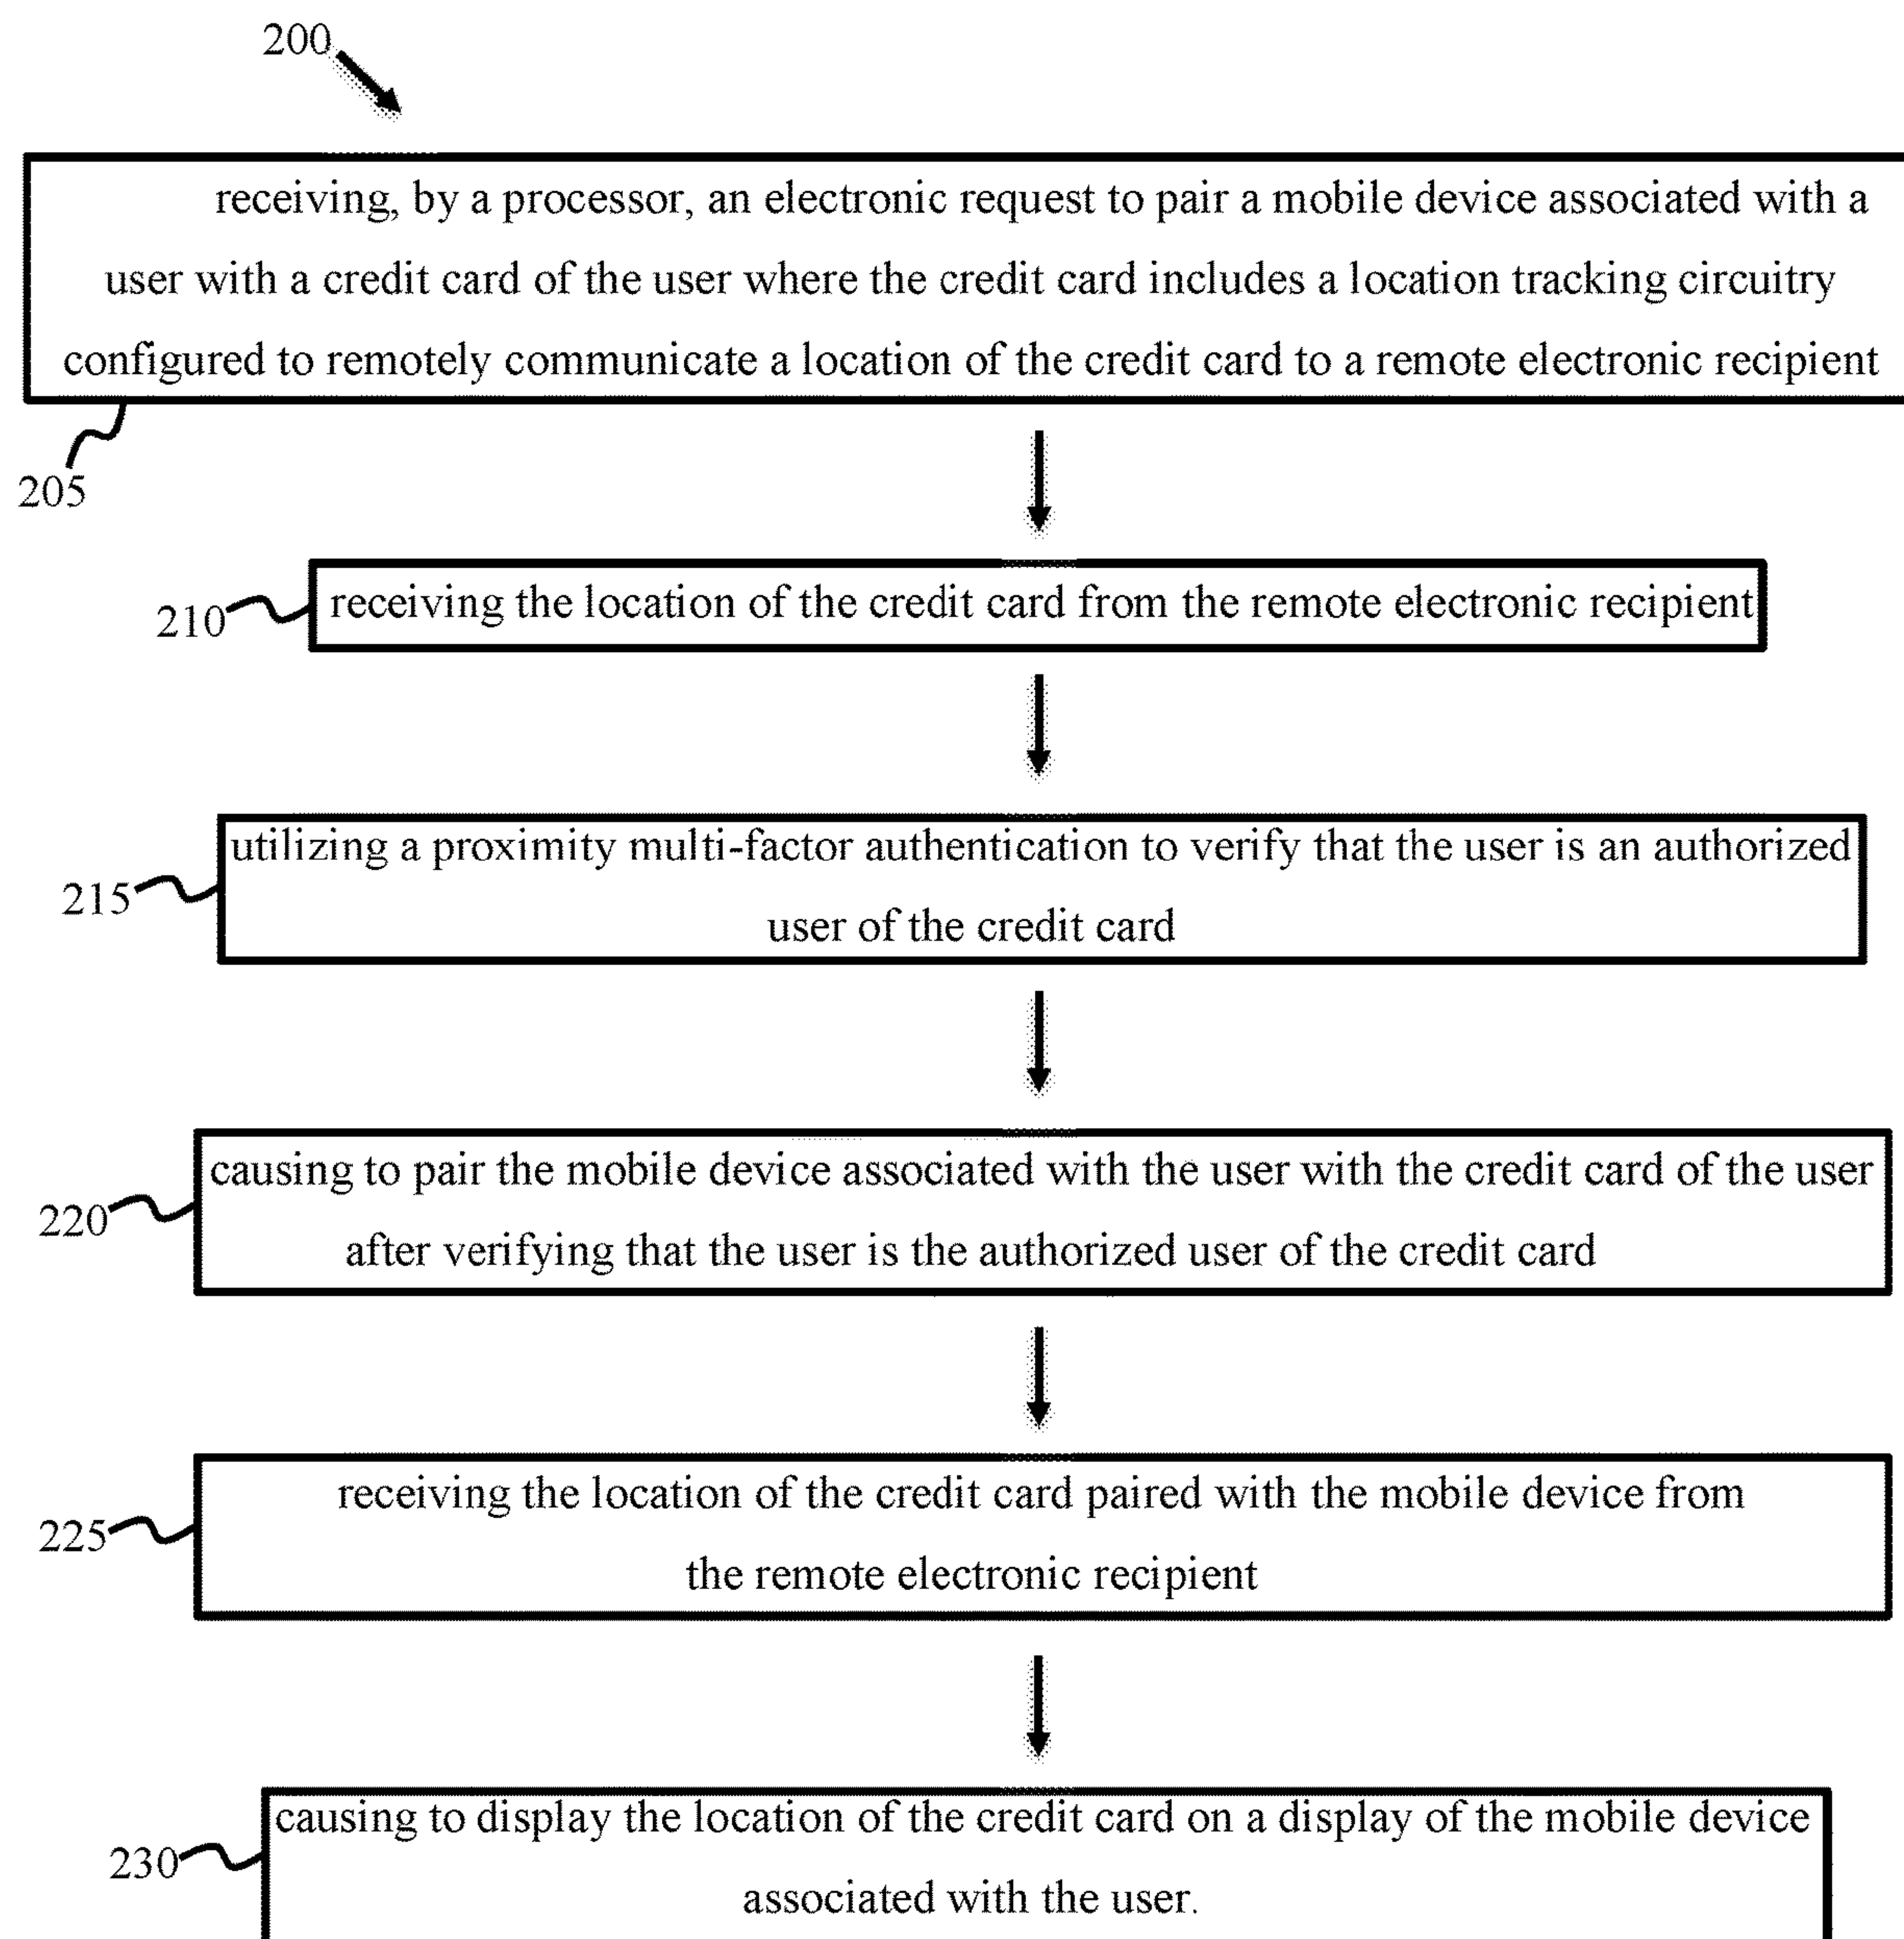 200
receiving, by a processor, an electronic request to pair a mobile device associated with a
user with a credit card of the user where the credit card includes a location tracking circuitry
configured to remotely communicate a location of the credit card to a remote electronic recipient
205
receiving the location of the credit card from the remote electronic recipient
210
utilizing a proximity multi-factor authentication to verify that the user is an authorized
215
user of the credit card
causing to pair the mobile device associated with the user with the credit card of the user
220
after verifying that the user is the authorized user of the credit card
receiving the location of the credit card paired with the mobile device from
225
the remote electronic recipient
causing to display the location of the credit card on a display of the mobile device
230
associated with the user.